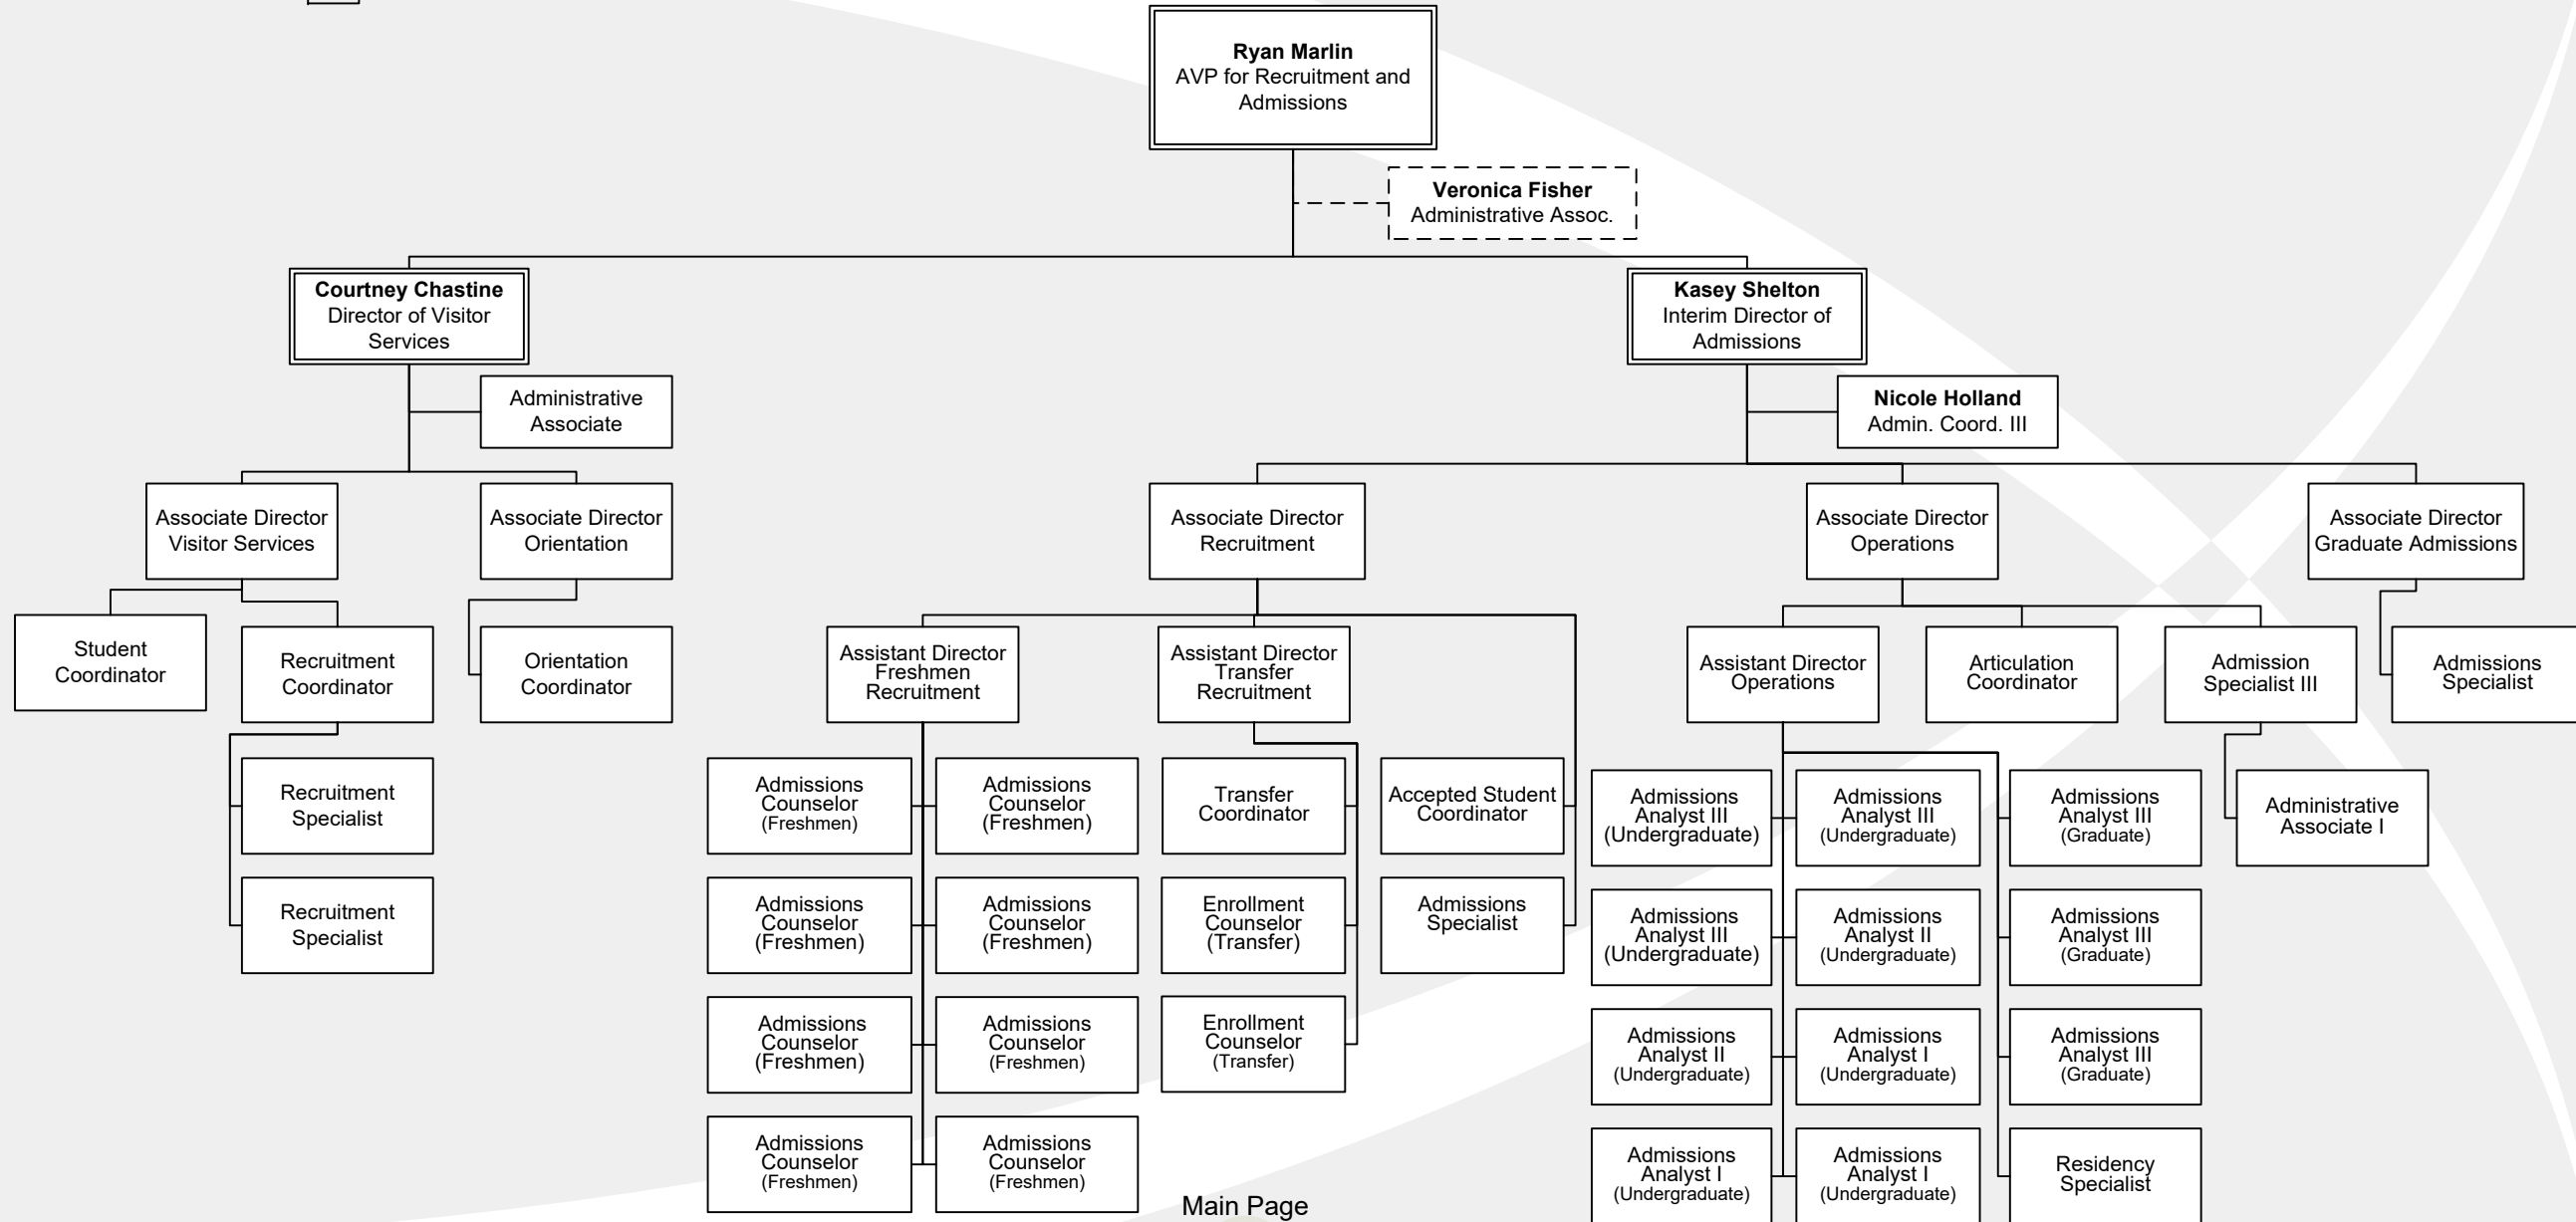 Ryan Marlin
AVP for Recruitment and
Admissions
Veronica Fisher
Administrative Assoc.
Courtney Chastine
Director of Visitor
Services
Kasey Shelton
Interim Director of
Admissions
Administrative
Associate
Nicole Holland
Admin. Coord. III
Associate Director
Visitor Services
Associate Director
Orientation
Associate Director
Recruitment
Associate Director
Operations
Associate Director
Graduate Admissions
Student
Coordinator
Recruitment
Coordinator
Orientation
Coordinator
Assistant Director
Freshmen
Recruitment
Assistant Director
Transfer
Recruitment
Assistant Director
Operations
Articulation
Coordinator
Admission
Specialist III
Admissions
Specialist
Recruitment
Specialist
Admissions
Counselor
(Freshmen)
Admissions
Counselor
(Freshmen)
Transfer
Coordinator
Accepted Student
Coordinator
Admissions
Analyst III
(Undergraduate)
Admissions
Analyst III
(Undergraduate)
Admissions
Analyst III
(Graduate)
Administrative
Associate I
Recruitment
Specialist
Admissions
Counselor
(Freshmen)
Admissions
Counselor
(Freshmen)
Enrollment
Counselor
(Transfer)
Admissions
Specialist
Admissions
Analyst III
(Undergraduate)
Admissions
Analyst II
(Undergraduate)
Admissions
Analyst III
(Graduate)
Admissions
Counselor
(Freshmen)
Admissions
Counselor
(Freshmen)
Enrollment
Counselor
(Transfer)
Admissions
Analyst II
(Undergraduate)
Admissions
Analyst I
(Undergraduate)
Admissions
Analyst III
(Graduate)
Admissions
Counselor
(Freshmen)
Admissions
Counselor
(Freshmen)
Admissions
Analyst I
(Undergraduate)
Admissions
Analyst I
(Undergraduate)
Residency
Specialist
Main Page